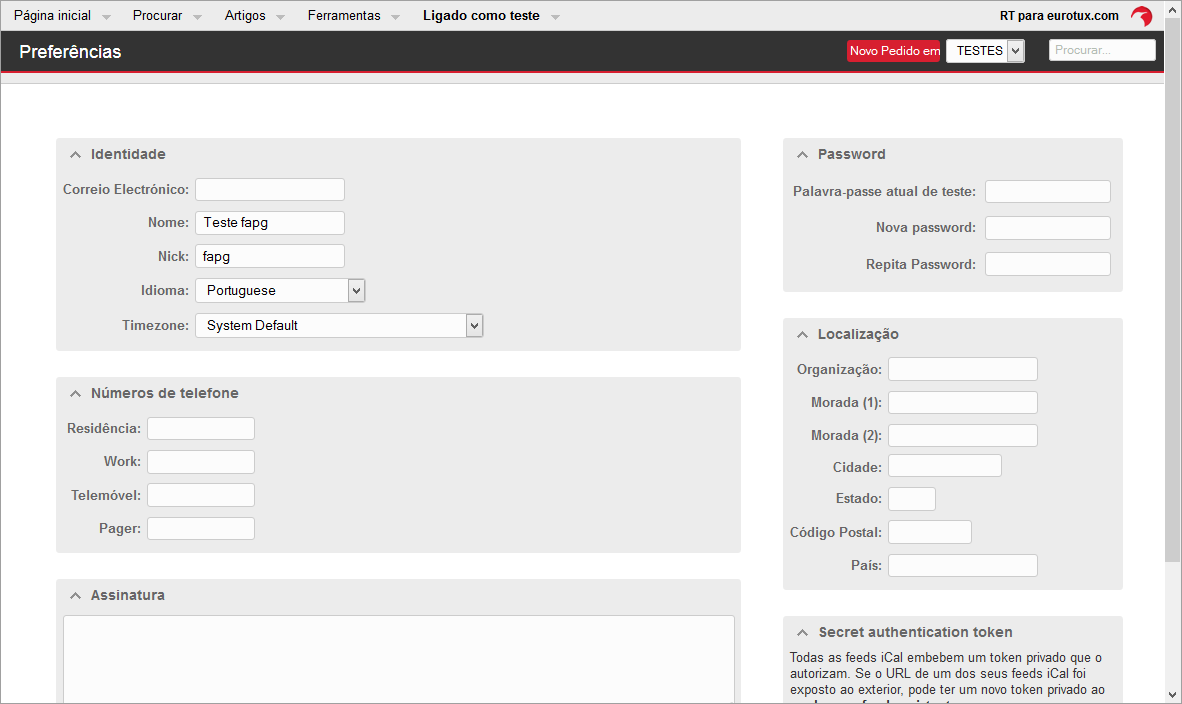 Página inicial Procurar Artigos Ferramentas Ligado como teste RT para eurotux.com
Preferências Novo Pedido em TESTES Procurar...
Identidade
Correio Electrónico:
Nome: Teste fapg
Nick: fapg
Idioma: Portuguese
Timezone: System Default
Números de telefone
Residência:
Work:
Telemóvel:
Pager:
Assinatura
Password
Palavra-passe atual de teste:
Nova password:
Repita Password:
Localização
Organização:
Morada (1):
Morada (2):
Cidade:
Estado:
Código Postal:
País:
Secret authentication token
Todas as feeds iCal embebem um token privado que o
autorizam. Se o URL de um dos seus feeds iCal foi
exposto ao exterior, pode ter um novo token privado ao